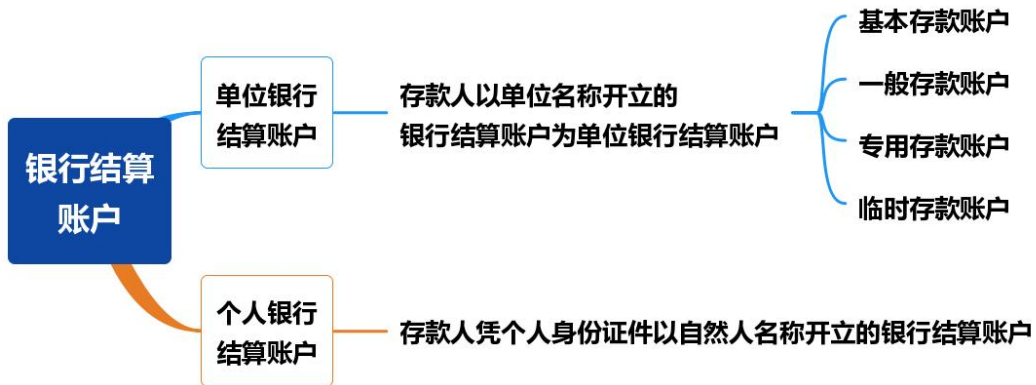 银行结算
账户
单位银行
结算账户
存款人以单位名称开立的
银行结算账户为单位银行结算账户
基本存款账户
一般存款账户
专用存款账户
临时存款账户
个人银行
结算账户
存款人凭个人身份证件以自然人名称开立的银行结算账户